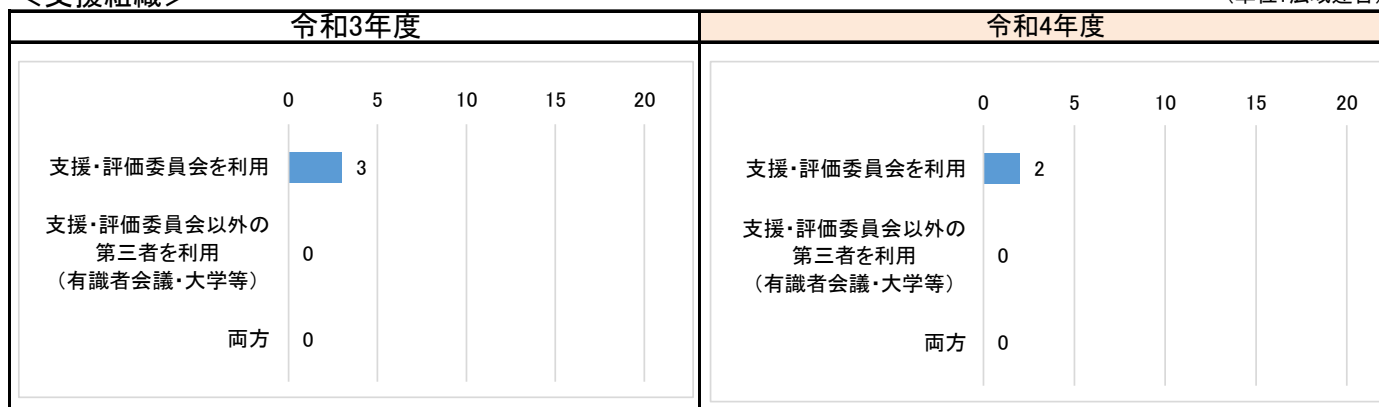 ＜支援組織＞
（単位：広域連合）
令和3年度
0 5 10 15 20
支援・評価委員会を利用 3
支援・評価委員会以外の
第三者を利用 0
（有識者会議・大学等）
両方 0
令和4年度
0 5 10 15 20
支援・評価委員会を利用 2
支援・評価委員会以外の
第三者を利用 0
（有識者会議・大学等）
両方 0